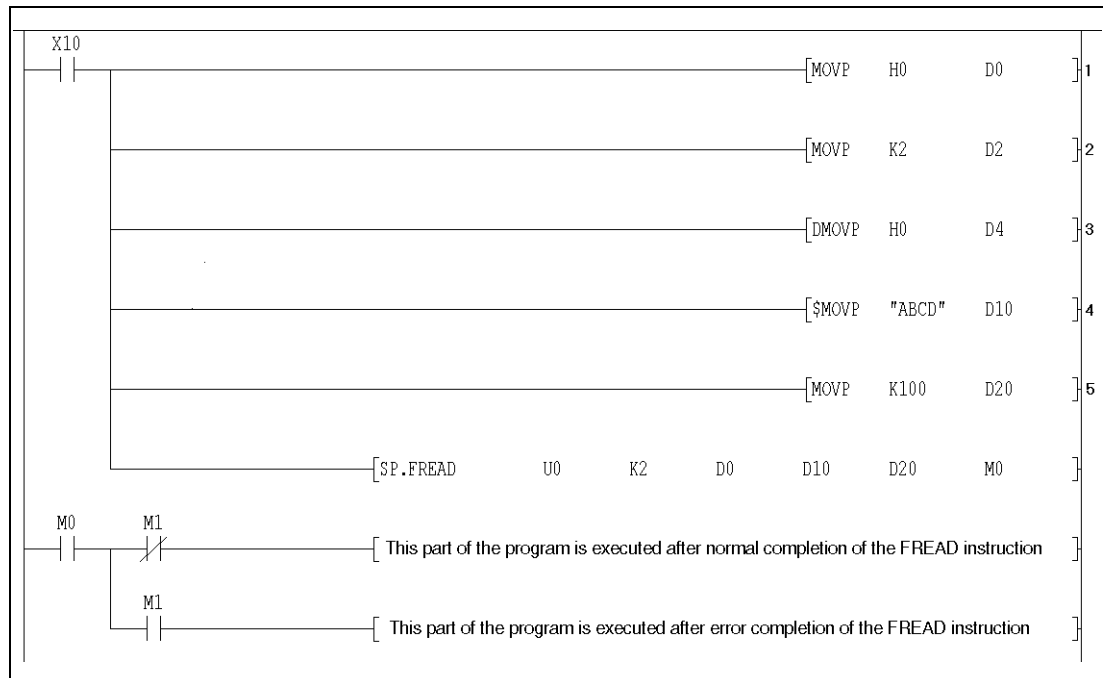 X10
MOVP H0 D0 1
MOVP K2 D2 2
DMOVP H0 D4 3
$MOVP "ABCD" D10 4
MOVP K100 D20 5
SP.FREAD U0 K2 D0 D10 D20 M0
M0 M1
This part of the program is executed after normal completion of the FREAD instruction
M1
This part of the program is executed after error completion of the FREAD instruction